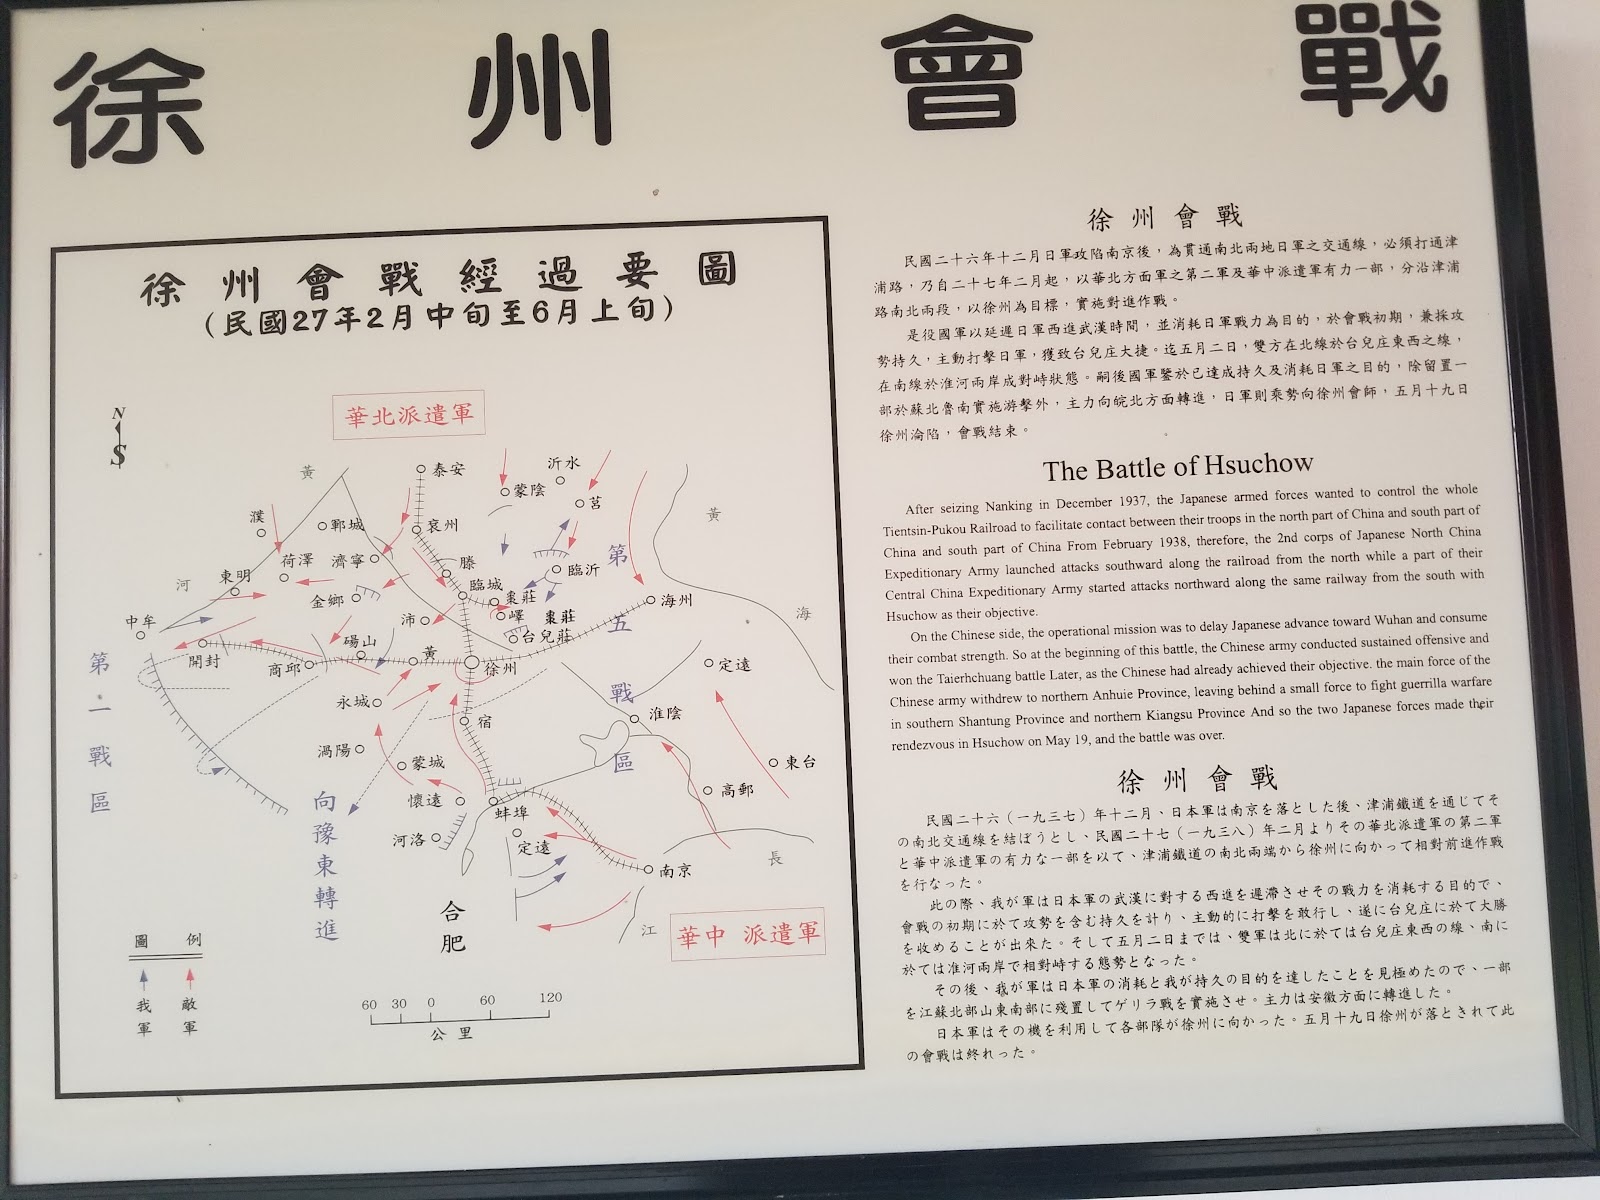 徐州會戰
徐州會戰經過要圖
(民國27年2月中旬至6月上旬)
華北派遣軍
N
S
黃
泰安
沂水
蒙陰
莒
濮
鄆城
兗州
黃
第
荷澤
濟寧
滕
臨沂
河
東明
臨城
金鄉
棗莊
海州
嶧
棗莊
五
海
中牟
沛
台兒莊
碭山
開封
商邱
黃
徐州
定遠
第
一
戰
區
永城
戰
淮陰
宿
渦陽
蒙城
區
東台
懷遠
高郵
向
豫
東
轉
進
蚌埠
河洛
定遠
長
南京
合
肥
江
華中 派遣軍
圖 例
我
軍
敵
軍
60 30 0 60 120
公里
徐州會戰
民國二十六年十二月日軍攻陷南京後，為貫通南北兩地日軍之交通線，必須打通津
浦路，乃自二十七年二月起，以華北方面軍之第二軍及華中派遣軍有力一部，分沿津浦
路南北兩段，以徐州為目標，實施對進作戰。
是役國軍以延遲日軍西進武漢時間，並消耗日軍戰力為目的，於會戰初期，兼採攻
勢持久，主動打擊日軍，獲致台兒庄大捷。迄五月二日，雙方在北線於台兒庄東西之線，
在南線於淮河兩岸成對峙狀態。嗣後國軍鑒於已達成持久及消耗日軍之目的，除留置一
部於蘇北魯南實施游擊外，主力向皖北方面轉進，日軍則乘勢向徐州會師，五月十九日
徐州淪陷，會戰結束。
The Battle of Hsuchow
After seizing Nanking in December 1937, the Japanese armed forces wanted to control the whole
Tientsin-Pukou Railroad to facilitate contact between their troops in the north part of China and south part of
China and south part of China From February 1938, therefore, the 2nd corps of Japanese North China
Expeditionary Army launched attacks southward along the railroad from the north while a part of their
Central China Expeditionary Army started attacks northward along the same railway from the south with
Hsuchow as their objective.
On the Chinese side, the operational mission was to delay Japanese advance toward Wuhan and consume
their combat strength. So at the beginning of this battle, the Chinese army conducted sustained offensive and
won the Taierhchuang battle Later, as the Chinese had already achieved their objective. the main force of the
Chinese army withdrew to northern Anhuie Province, leaving behind a small force to fight guerrilla warfare
in southern Shantung Province and northern Kiangsu Province And so the two Japanese forces made their
rendezvous in Hsuchow on May 19, and the battle was over.
徐州會戰
民國二十六（一九三七）年十二月、日本軍は南京を落とした後、津浦鐵道を通じてそ
の南北交通線を結ぼうとし、民國二十七（一九三八）年二月よりその華北派遣軍の第二軍
と華中派遣軍の有力な一部を以て、津浦鐵道の南北兩端から徐州に向かって相對前進作戰
を行なった。
此の際、我が軍は日本軍の武漢に對する西進を遲滯させその戰力を消耗する目的で、
會戰の初期に於て攻勢を含む持久を計り、主動的に打擊を敢行し、遂に台兒庄に於て大勝
を收めることが出來た。そして五月二日までは、雙軍は北に於ては台兒庄東西の線、南に
於ては准河兩岸で相對峙する態勢となった。
その後、我が軍は日本軍の消耗と我が持久の目的を達したことを見極めたので、一部
を江蘇北部山東南部に殘置してゲリラ戰を實施させ。主力は安徽方面に轉進した。
日本軍はその機を利用して各部隊が徐州に向かった。五月十九日徐州が落ときれて此
の會戰は終れった。